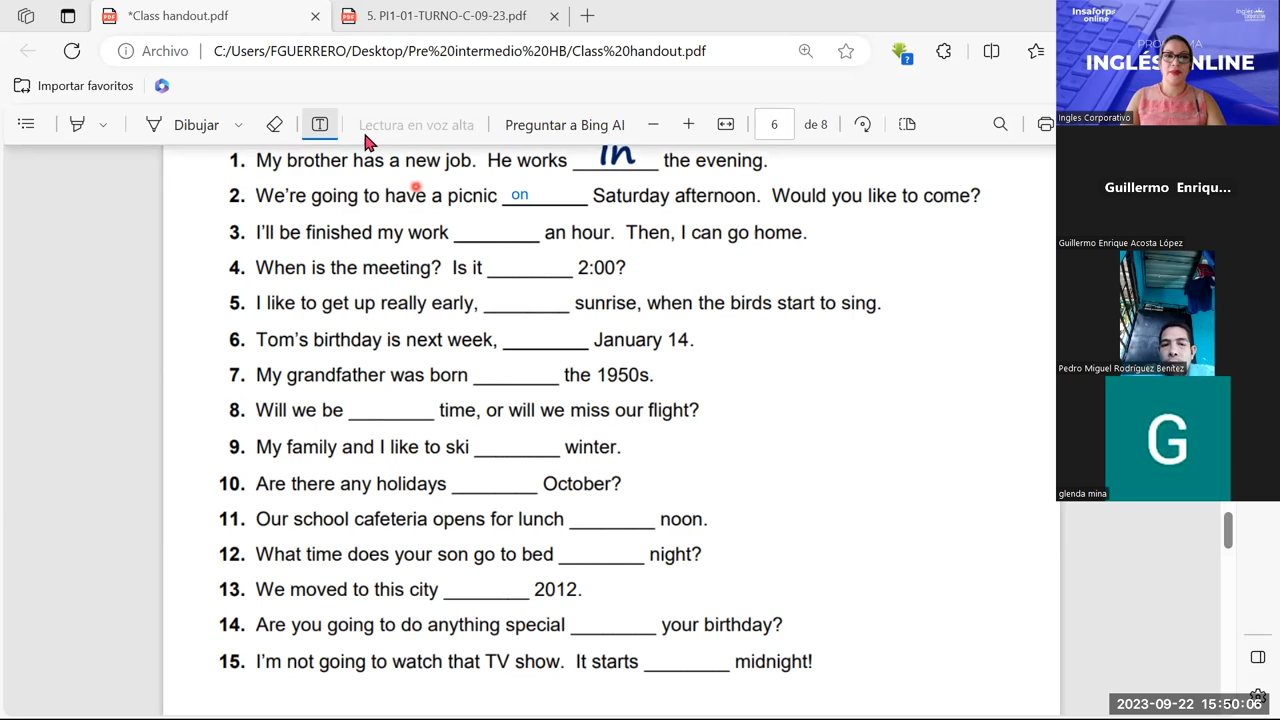 *Class handout.pdf
5. 01-01-TURNO-C-09-23.pdf
Archivo
C:/Users/FGUERRERO/Desktop/Pre%20Intermedio%20HB/Class%20handout.pdf
Importar favoritos
Dibujar
Lectura en voz alta
Preguntar a Bing AI
6
de 8
1. My brother has a new job. He works in the evening.
2. We're going to have a picnic on Saturday afternoon. Would you like to come?
3. I'll be finished my work ________ an hour. Then, I can go home.
4. When is the meeting? Is it ________ 2:00?
5. I like to get up really early, ________ sunrise, when the birds start to sing.
6. Tom's birthday is next week, ________ January 14.
7. My grandfather was born ________ the 1950s.
8. Will we be ________ time, or will we miss our flight?
9. My family and I like to ski ________ winter.
10. Are there any holidays ________ October?
11. Our school cafeteria opens for lunch ________ noon.
12. What time does your son go to bed ________ night?
13. We moved to this city ________ 2012.
14. Are you going to do anything special ________ your birthday?
15. I'm not going to watch that TV show. It starts ________ midnight!
Insaforp
online
Inglés
INGLÉS ONLINE
Ingles Corporativo
Guillermo Enriqu...
Guillermo Enrique Acosta López
Pedro Miguel Rodríguez Benítez
G
glenda mina
2023-09-22 15:50:06